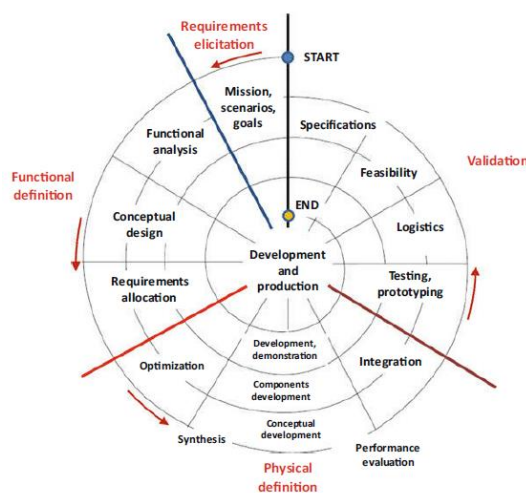 Requirements
elicitation
START
Mission,
scenarios,
goals
Specifications
Functional
analysis
Feasibility
Validation
Functional
definition
END
Conceptual
design
Logistics
Development
and
production
Requirements
allocation
Testing,
prototyping
Development,
demonstration
Optimization
Integration
Components
development
Conceptual
development
Synthesis
Performance
evaluation
Physical
definition